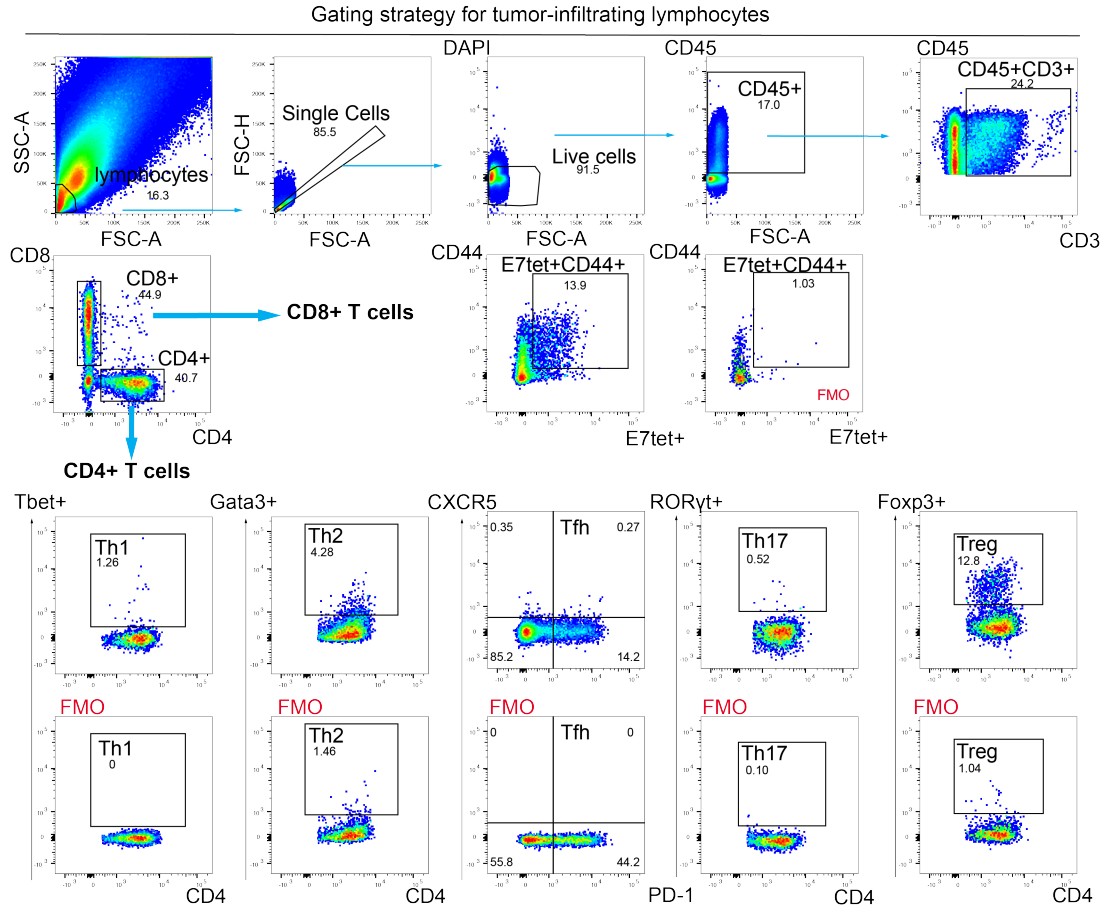 Gating strategy for tumor-infiltrating lymphocytes
SSC-A
lymphocytes
16.3
FSC-A
FSC-H
Single Cells
85.5
FSC-A
DAPI
Live cells
91.5
FSC-A
CD45
CD45+
17.0
FSC-A
CD45
CD45+CD3+
24.2
CD3
CD8
CD8+
44.9
CD4+
40.7
CD4
CD8+ T cells
CD4+ T cells
CD44
E7tet+CD44+
13.9
E7tet+
CD44
E7tet+CD44+
1.03
FMO
E7tet+
Tbet+
Th1
1.26
Gata3+
Th2
4.28
CXCR5
0.35
Tfh
0.27
85.2
14.2
RORγt+
Th17
0.52
Foxp3+
Treg
12.8
FMO
Th1
0
CD4
FMO
Th2
1.46
CD4
FMO
0
Tfh
0
55.8
44.2
PD-1
FMO
Th17
0.10
CD4
FMO
Treg
1.04
CD4